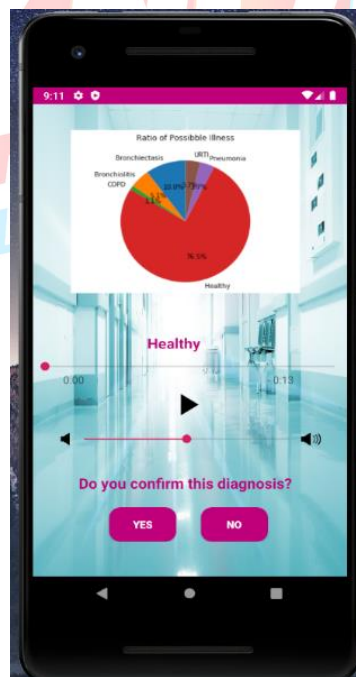 9:11
Ratio of Possibble Illness
URTI
Pneumonia
Bronchiectasis
Bronchiolitis
COPD
76.5%
Healthy
Healthy
0:00
0:13
Do you confirm this diagnosis?
YES
NO